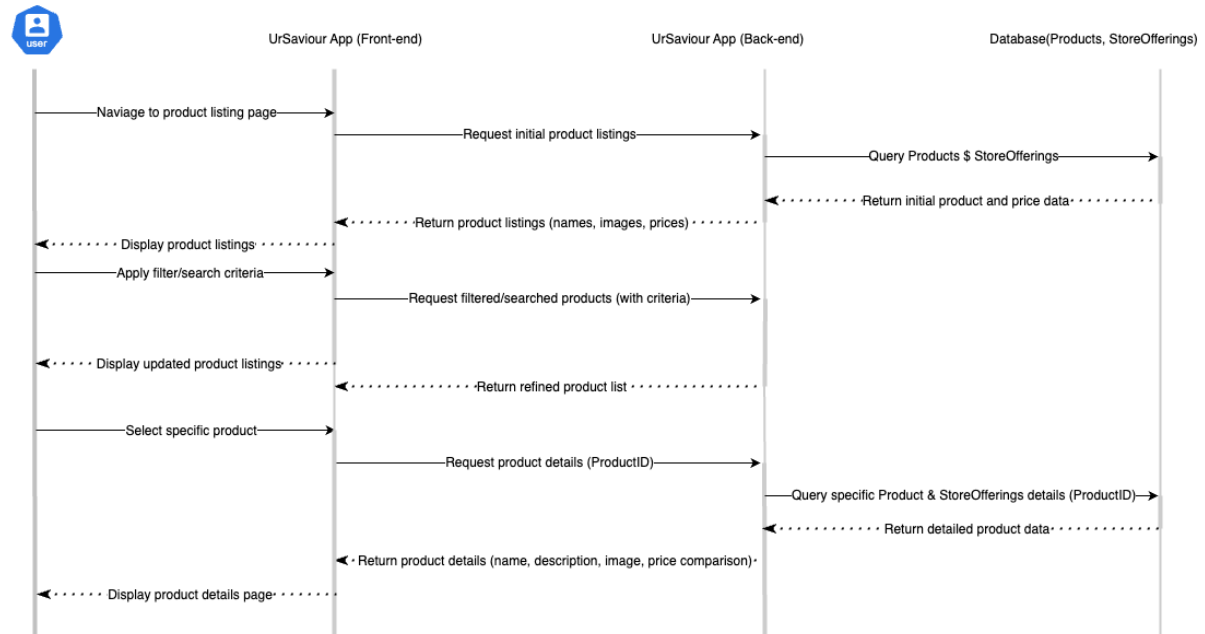 user
UrSaviour App (Front-end)
UrSaviour App (Back-end)
Database(Products, StoreOfferings)
Naviage to product listing page
Request initial product listings
Query Products $ StoreOfferings
Return initial product and price data
Return product listings (names, images, prices)
Display product listings
Apply filter/search criteria
Request filtered/searched products (with criteria)
Display updated product listings
Return refined product list
Select specific product
Request product details (ProductID)
Query specific Product & StoreOfferings details (ProductID)
Return detailed product data
Return product details (name, description, image, price comparison)
Display product details page